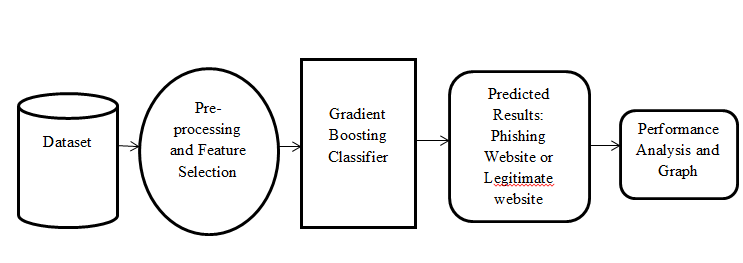 Dataset
Pre-
processing
and Feature
Selection
Gradient
Boosting
Classifier
Predicted
Results:
Phishing
Website or
Legitimate
website
Performance
Analysis and
Graph